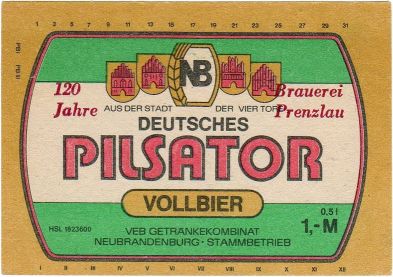 1 3 5 7 9 11 13 15 17 19 21 23 25 27 29 31
NB
120
Jahre
Brauerei
Prenzlau
AUS DER STADT DER VIER TORE
DEUTSCHES
PILSATOR
VOLLBIER
HSL 1623600
0,5 l
1,-M
VEB GETRÄNKEKOMBINAT
NEUBRANDENBURG · STAMMBETRIEB
I II III IV V VI VII VIII IX X XI XII